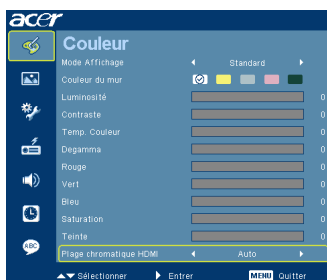 acer
Couleur
Mode Affichage Standard
Couleur du mur
Luminosité 0
Contraste 0
Temp. Couleur 0
Degamma 0
Rouge 0
Vert 0
Bleu 0
Saturation 0
Teinte 0
Plage chromatique HDMI Auto
ABC
Sélectionner Entrer MENU Quitter